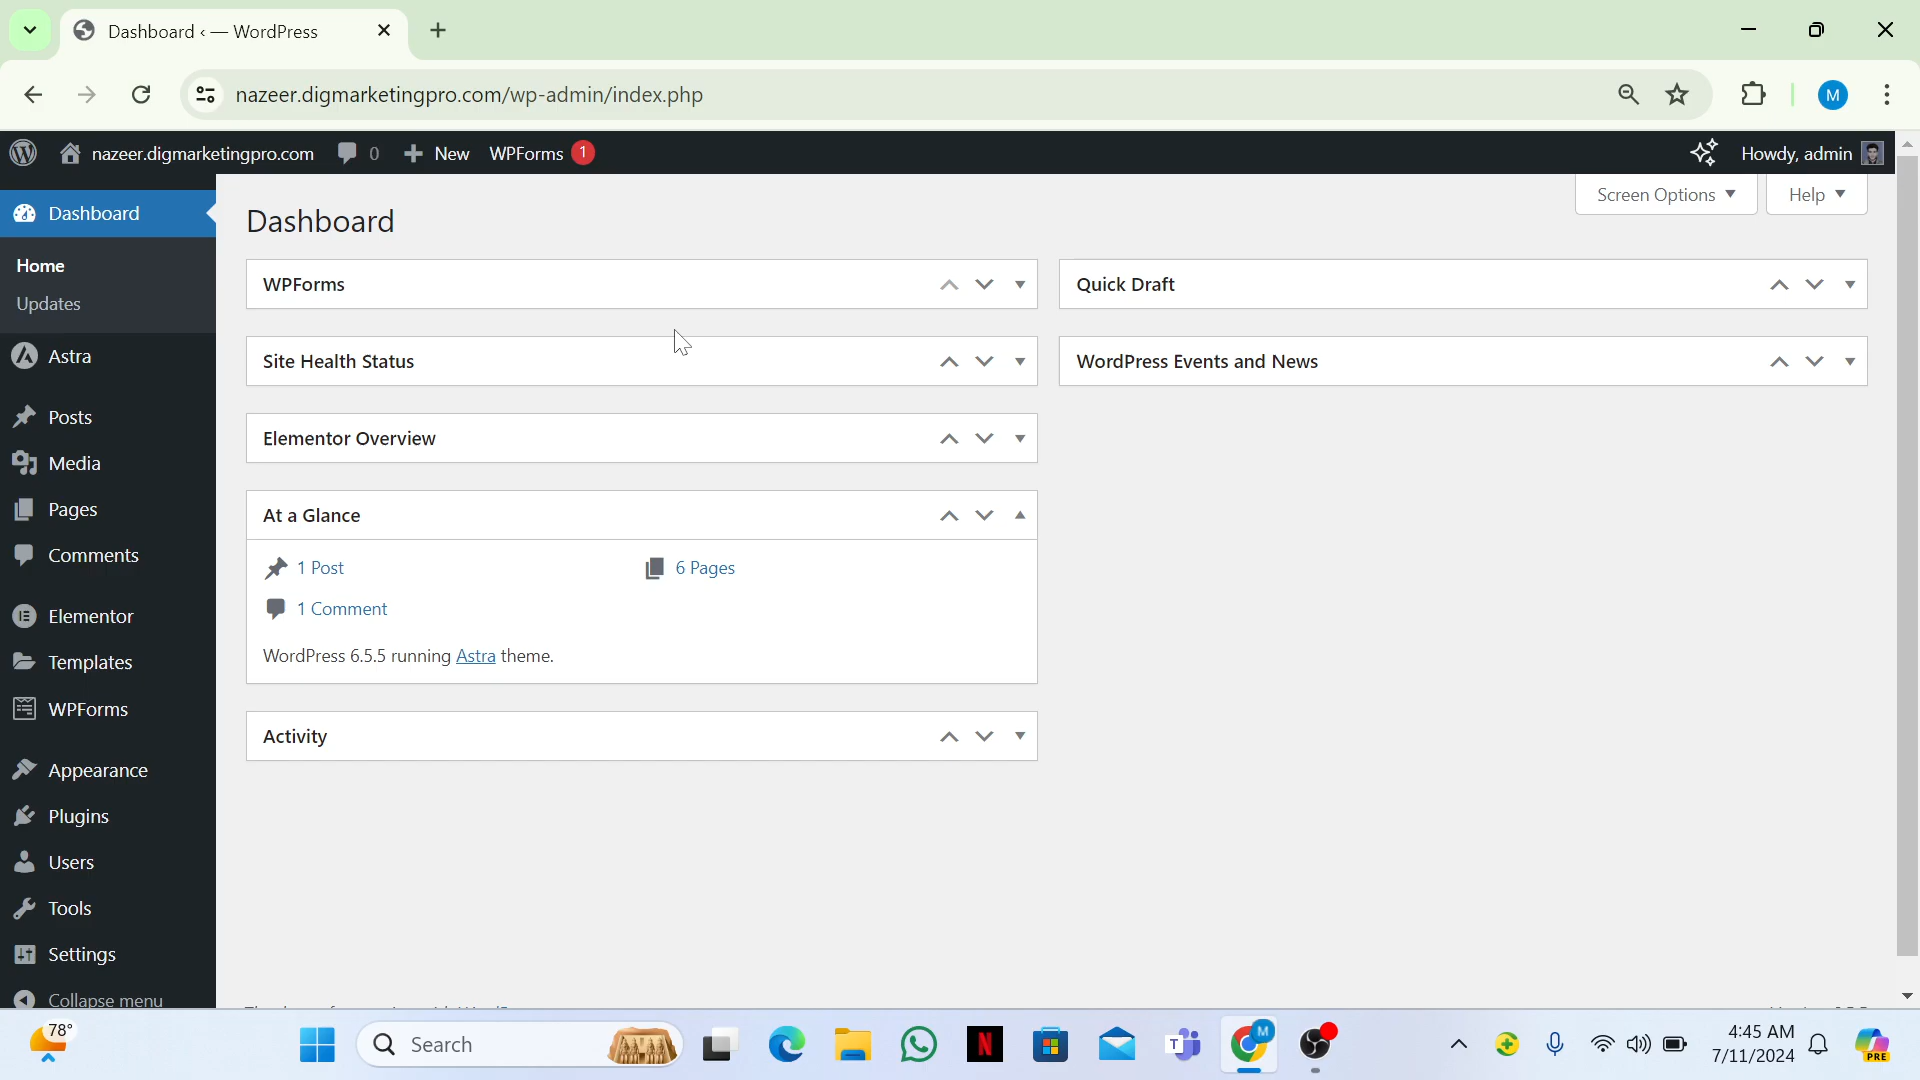 Dashboard ‹ — WordPress
nazeer.digmarketingpro.com/wp-admin/index.php
M
nazeer.digmarketingpro.com 0 New WPForms 1 Howdy, admin
Dashboard
Home
Updates
Astra
Posts
Media
Pages
Comments
Elementor
Templates
WPForms
Appearance
Plugins
Users
Tools
Settings
Collapse menu
Screen Options Help
Dashboard
WPForms
Quick Draft
Site Health Status
WordPress Events and News
Elementor Overview
At a Glance
1 Post
6 Pages
1 Comment
WordPress 6.5.5 running Astra theme.
Activity
78°
Search
N
T
M
4:45 AM
7/11/2024
PRE